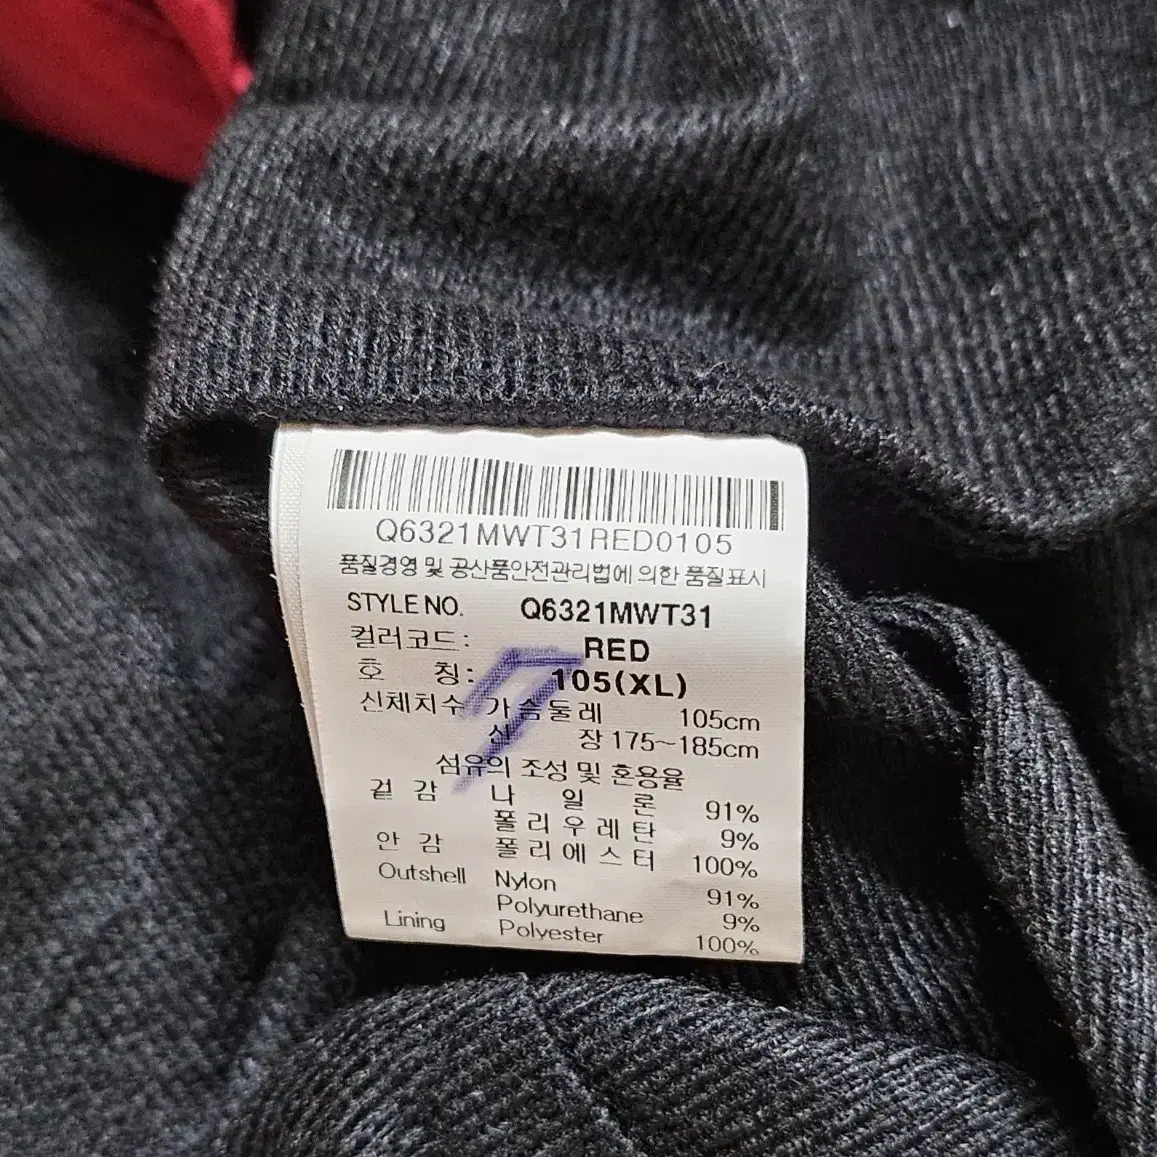 Q6321MWT31RED0105
품질경영 및 공산품안전관리법에 의한 품질표시
STYLE NO. Q6321MWT31
컬러코드: RED
호 칭: 105(XL)
신체치수 가슴둘레 105cm
신 장 175~185cm
섬유의 조성 및 혼용율
겉 감 나 일 론 91%
폴리우레탄 9%
안 감 폴리에스터 100%
Outshell Nylon 91%
Polyurethane 9%
Lining Polyester 100%